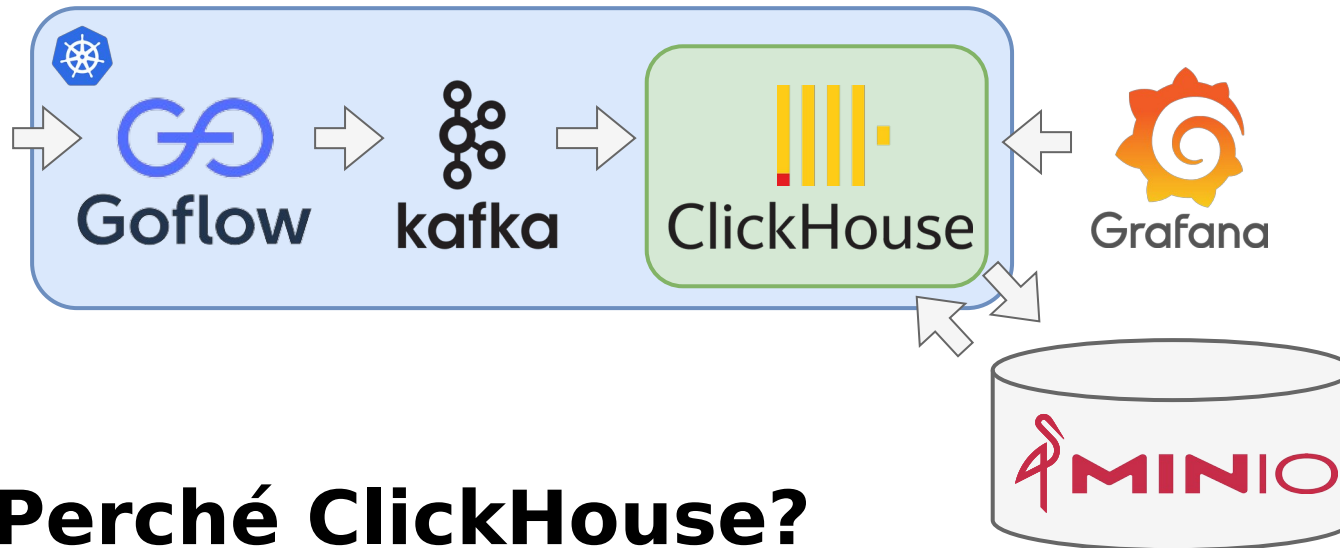 Goflow
kafka
ClickHouse
Grafana
MINIO
Perché ClickHouse?